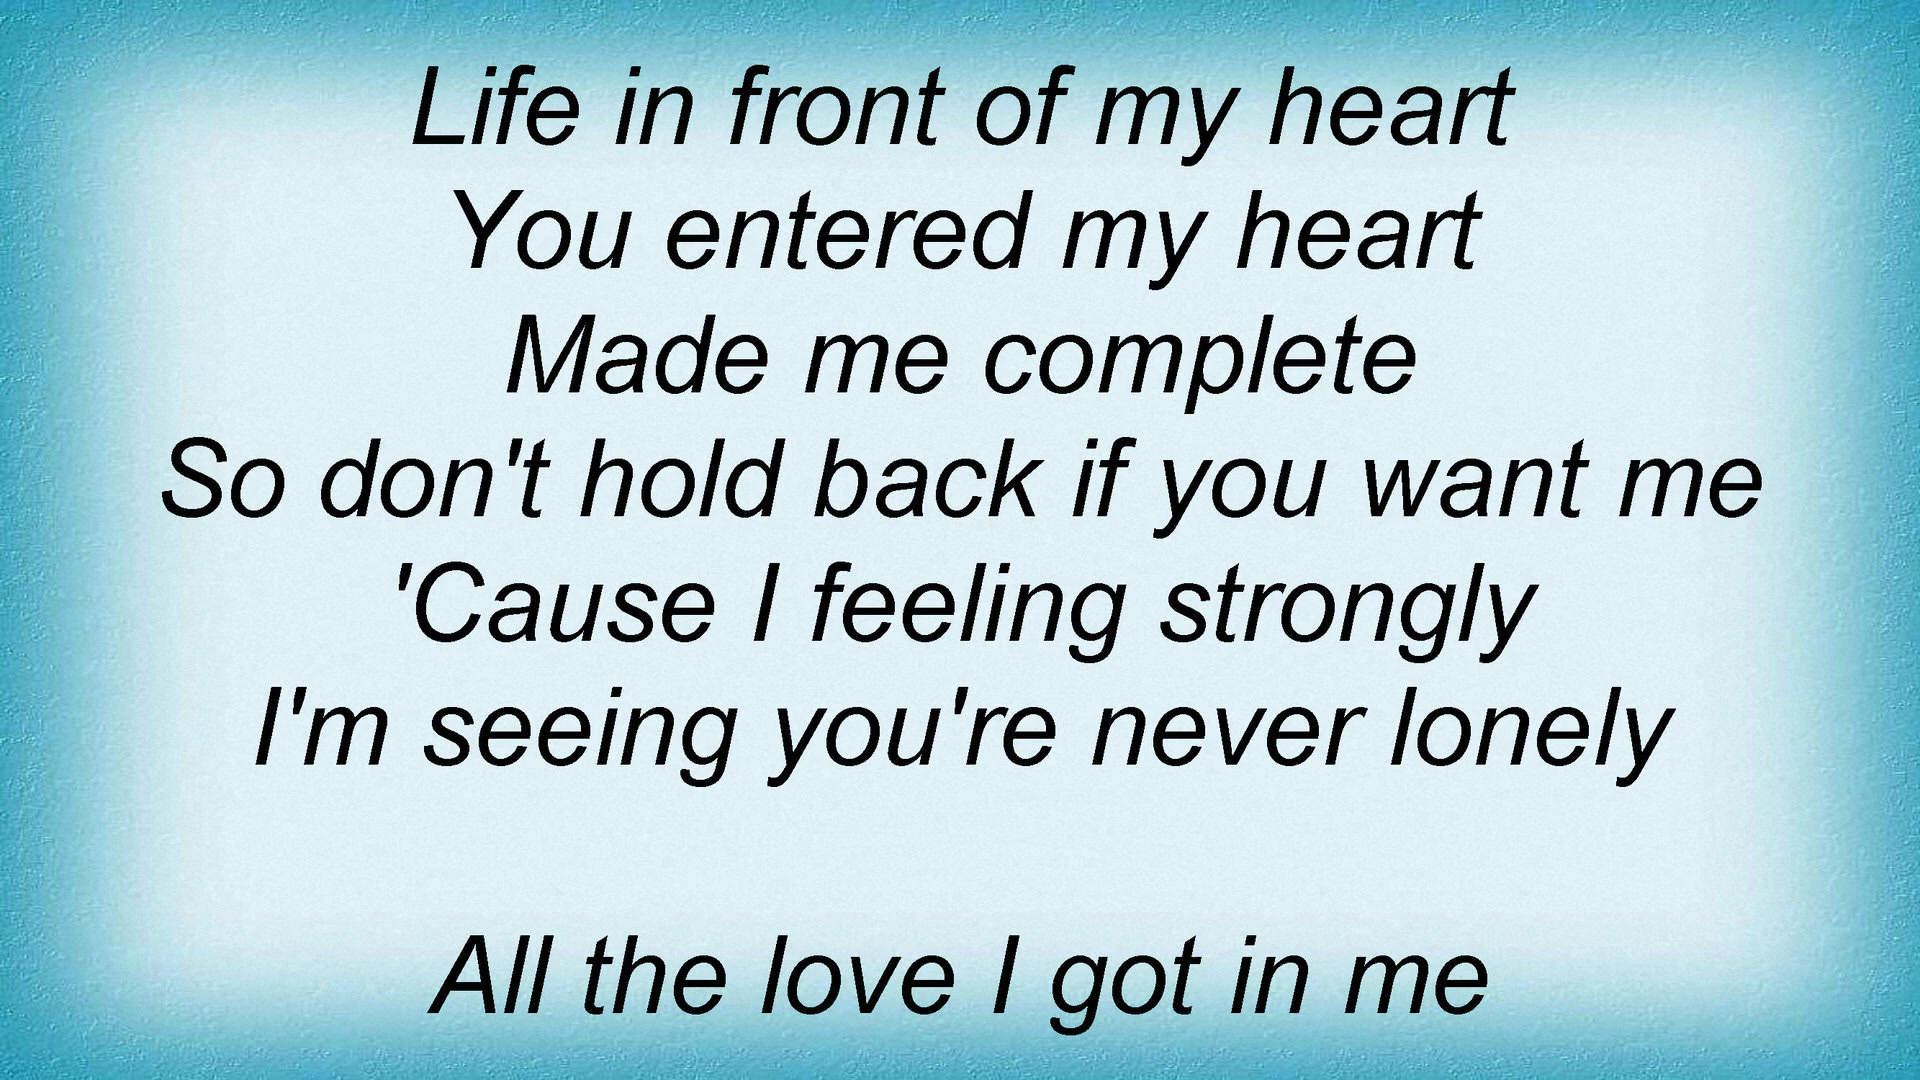 Life in front of my heart
You entered my heart
Made me complete
So don't hold back if you want me
'Cause I feeling strongly
I'm seeing you're never lonely
All the love I got in me